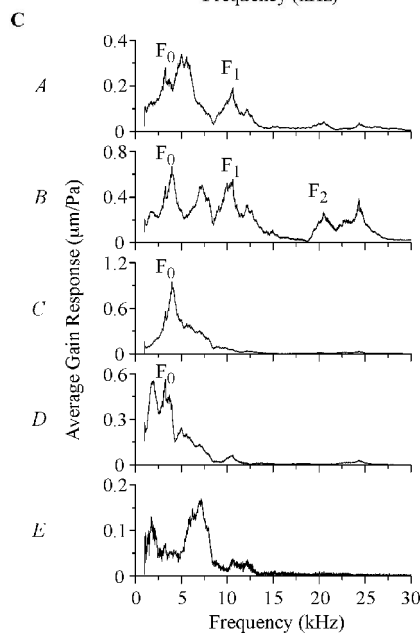 Frequency (kHz)
C
A
0.4
0.2
0
F0
F1
B
0.8
0.4
0
F0
F1
F2
C
1.2
0.6
0
F0
D
0.6
0.3
0
F0
E
0.2
0.1
0
Average Gain Response (μm/Pa)
0 5 10 15 20 25 30
Frequency (kHz)